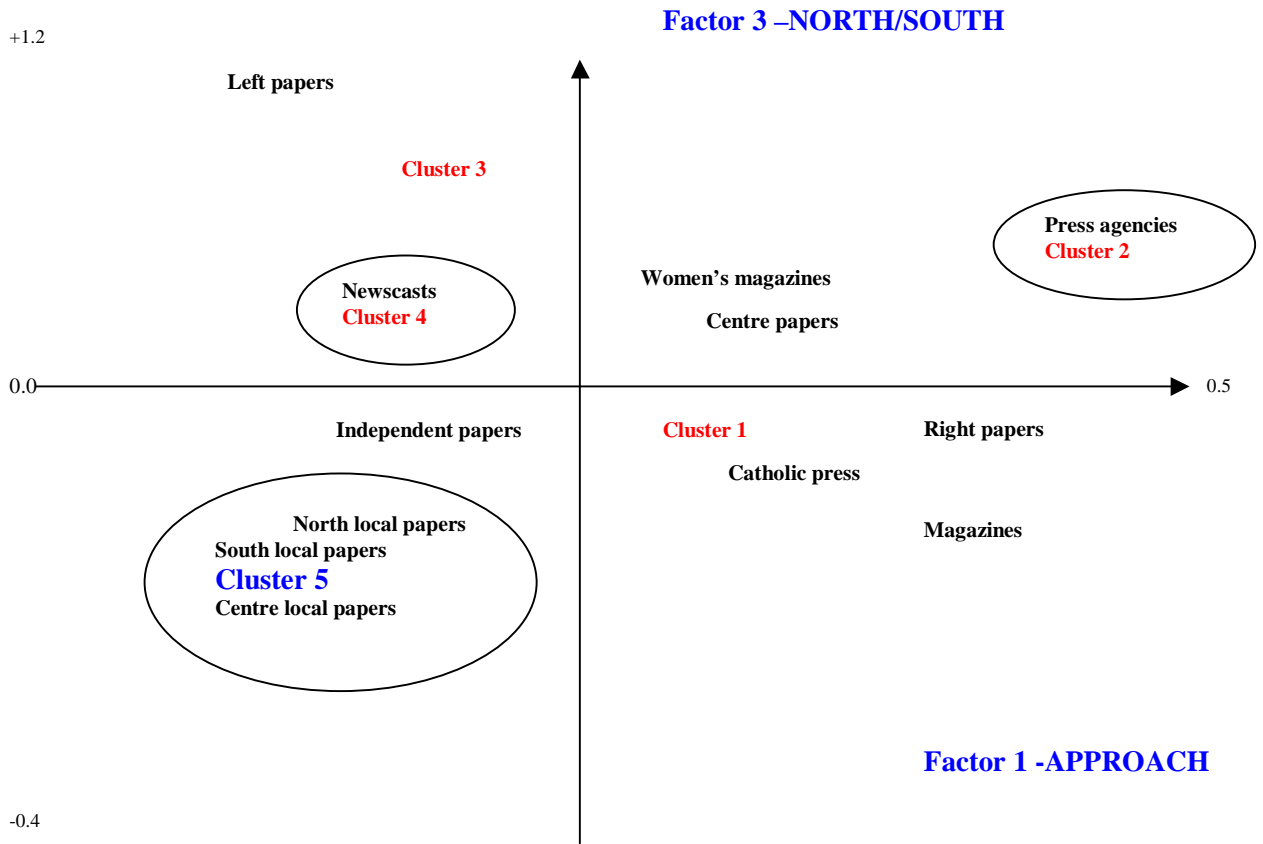 Factor 3 –NORTH/SOUTH
+1.2
Left papers
Cluster 3
Press agencies
Cluster 2
Women’s magazines
Newscasts
Cluster 4
Centre papers
0.0
0.5
Independent papers
Cluster 1
Right papers
Catholic press
North local papers
South local papers
Cluster 5
Centre local papers
Magazines
Factor 1 -APPROACH
-0.4